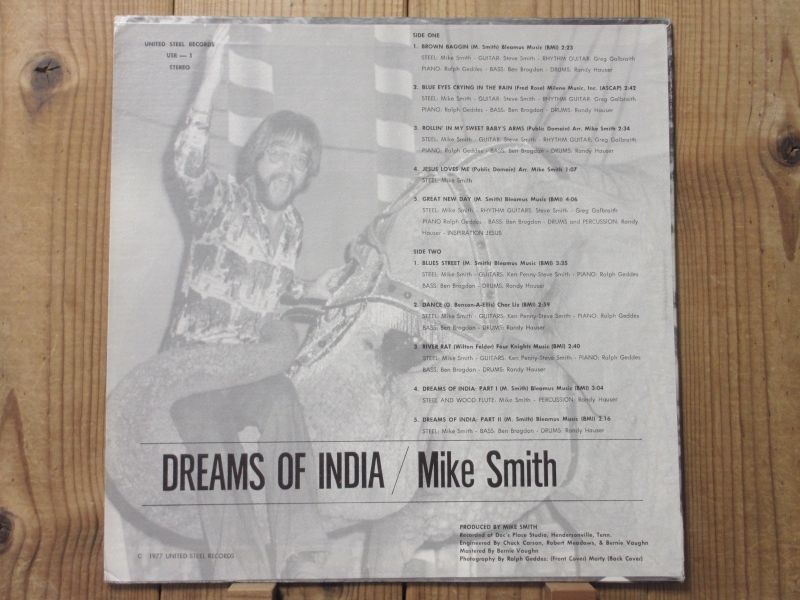 UNITED STEEL RECORDS
USR — 1
STEREO
SIDE ONE
1. BROWN BAGGIN (M. Smith) Bleamus Music (BMI) 2:23
STEEL: Mike Smith - GUITAR: Steve Smith - RHYTHM GUITAR: Greg Galbraith
PIANO: Ralph Geddes - BASS: Ben Brogdon - DRUMS: Randy Hauser
2. BLUE EYES CRYING IN THE RAIN (Fred Rose) Milene Music, Inc. (ASCAP) 2:42
STEEL: Mike Smith - GUITAR: Steve Smith - RHYTHM GUITAR: Greg Galbraith
PIANO: Ralph Geddes - BASS: Ben Brogdon - DRUMS: Randy Hauser
3. ROLLIN' IN MY SWEET BABY'S ARMS (Public Domain) Arr. Mike Smith 2:34
STEEL: Mike Smith - GUITAR: Steve Smith - RHYTHM GUITAR: Greg Galbraith
PIANO: Ralph Geddes - BASS: Ben Brogdon - DRUMS: Randy Hauser
4. JESUS LOVES ME (Public Domain) Arr. Mike Smith 1:07
STEEL: Mike Smith
5. GREAT NEW DAY (M. Smith) Bleamus Music (BMI) 4:06
STEEL: Mike Smith - RHYTHM GUITARS: Steve Smith - Greg Galbraith
PIANO Ralph Geddes - BASS: Ben Brogdon - DRUMS and PERCUSSION: Randy
Hauser - INSPIRATION JESUS
SIDE TWO
1. BLUES STREET (M. Smith) Bleamus Music (BMI) 3:35
STEEL: Mike Smith - GUITARS: Ken Penny-Steve Smith - PIANO: Ralph Geddes
BASS: Ben Brogdon - DRUMS: Randy Hauser
2. DANCE (O. Benson-A-Ellis) Char Liz (BMI) 2:59
STEEL: Mike Smith - GUITARS: Ken Penny-Steve Smith - PIANO: Ralph Geddes
BASS: Ben Brogdon - DRUMS: Randy Hauser
3. RIVER RAT (Wilton Felder) Four Knights Music (BMI) 2:40
STEEL: Mike Smith - GUITARS: Ken Penny-Steve Smith - PIANO: Ralph Geddes
BASS: Ben Brogdon - DRUMS: Randy Hauser
4. DREAMS OF INDIA: PART I (M. Smith) Bleamus Music (BMI) 3:04
STEEL AND WOOD FLUTE: Mike Smith - PERCUSSION: Randy Hauser
5. DREAMS OF INDIA: PART II (M. Smith) Bleamus Music (BMI) 2:16
STEEL: Mike Smith - BASS: Ben Brogdon - DRUM: Randy Hauser
DREAMS OF INDIA / Mike Smith
PRODUCED BY MIKE SMITH
Recorded at Doc's Place Studio, Hendersonville, Tenn.
Engineered By: Chuck Carson, Robert Meadows, & Bernie Vaughn
Mastered By Bernie Vaughn
Photography By Ralph Geddes: (Front Cover) Marty (Back Cover)
C 1977 UNITED STEEL RECORDS